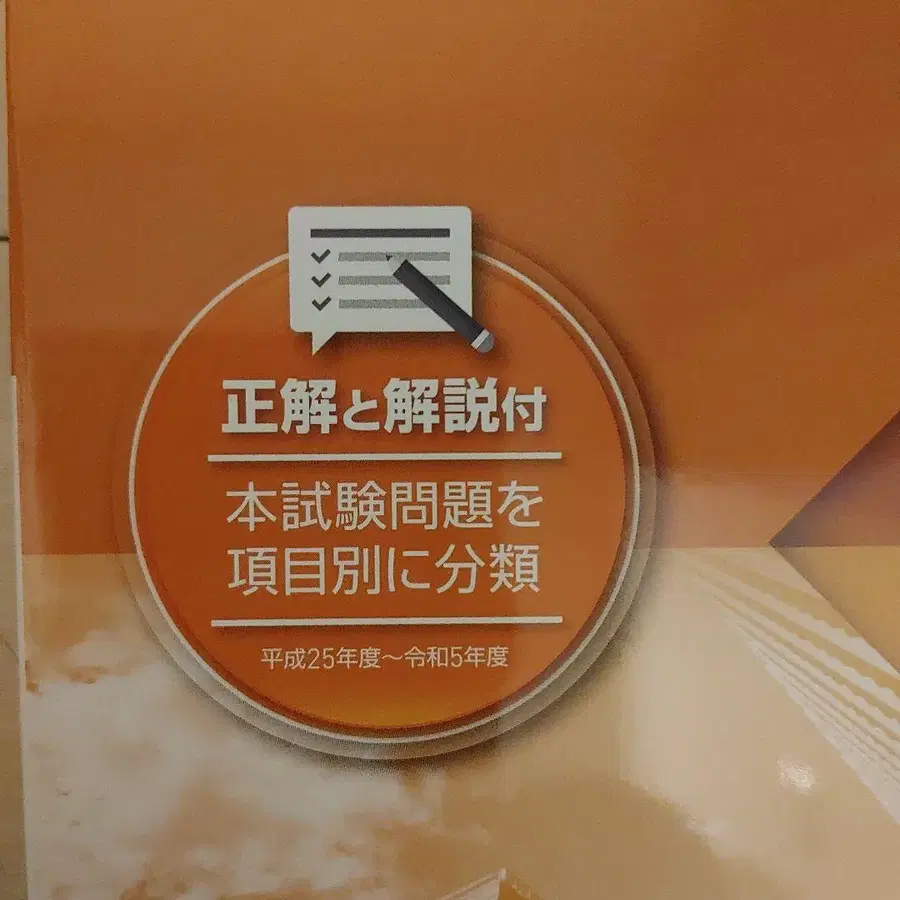 正解と解説付
本試験問題を
項目別に分類
平成25年度～令和5年度